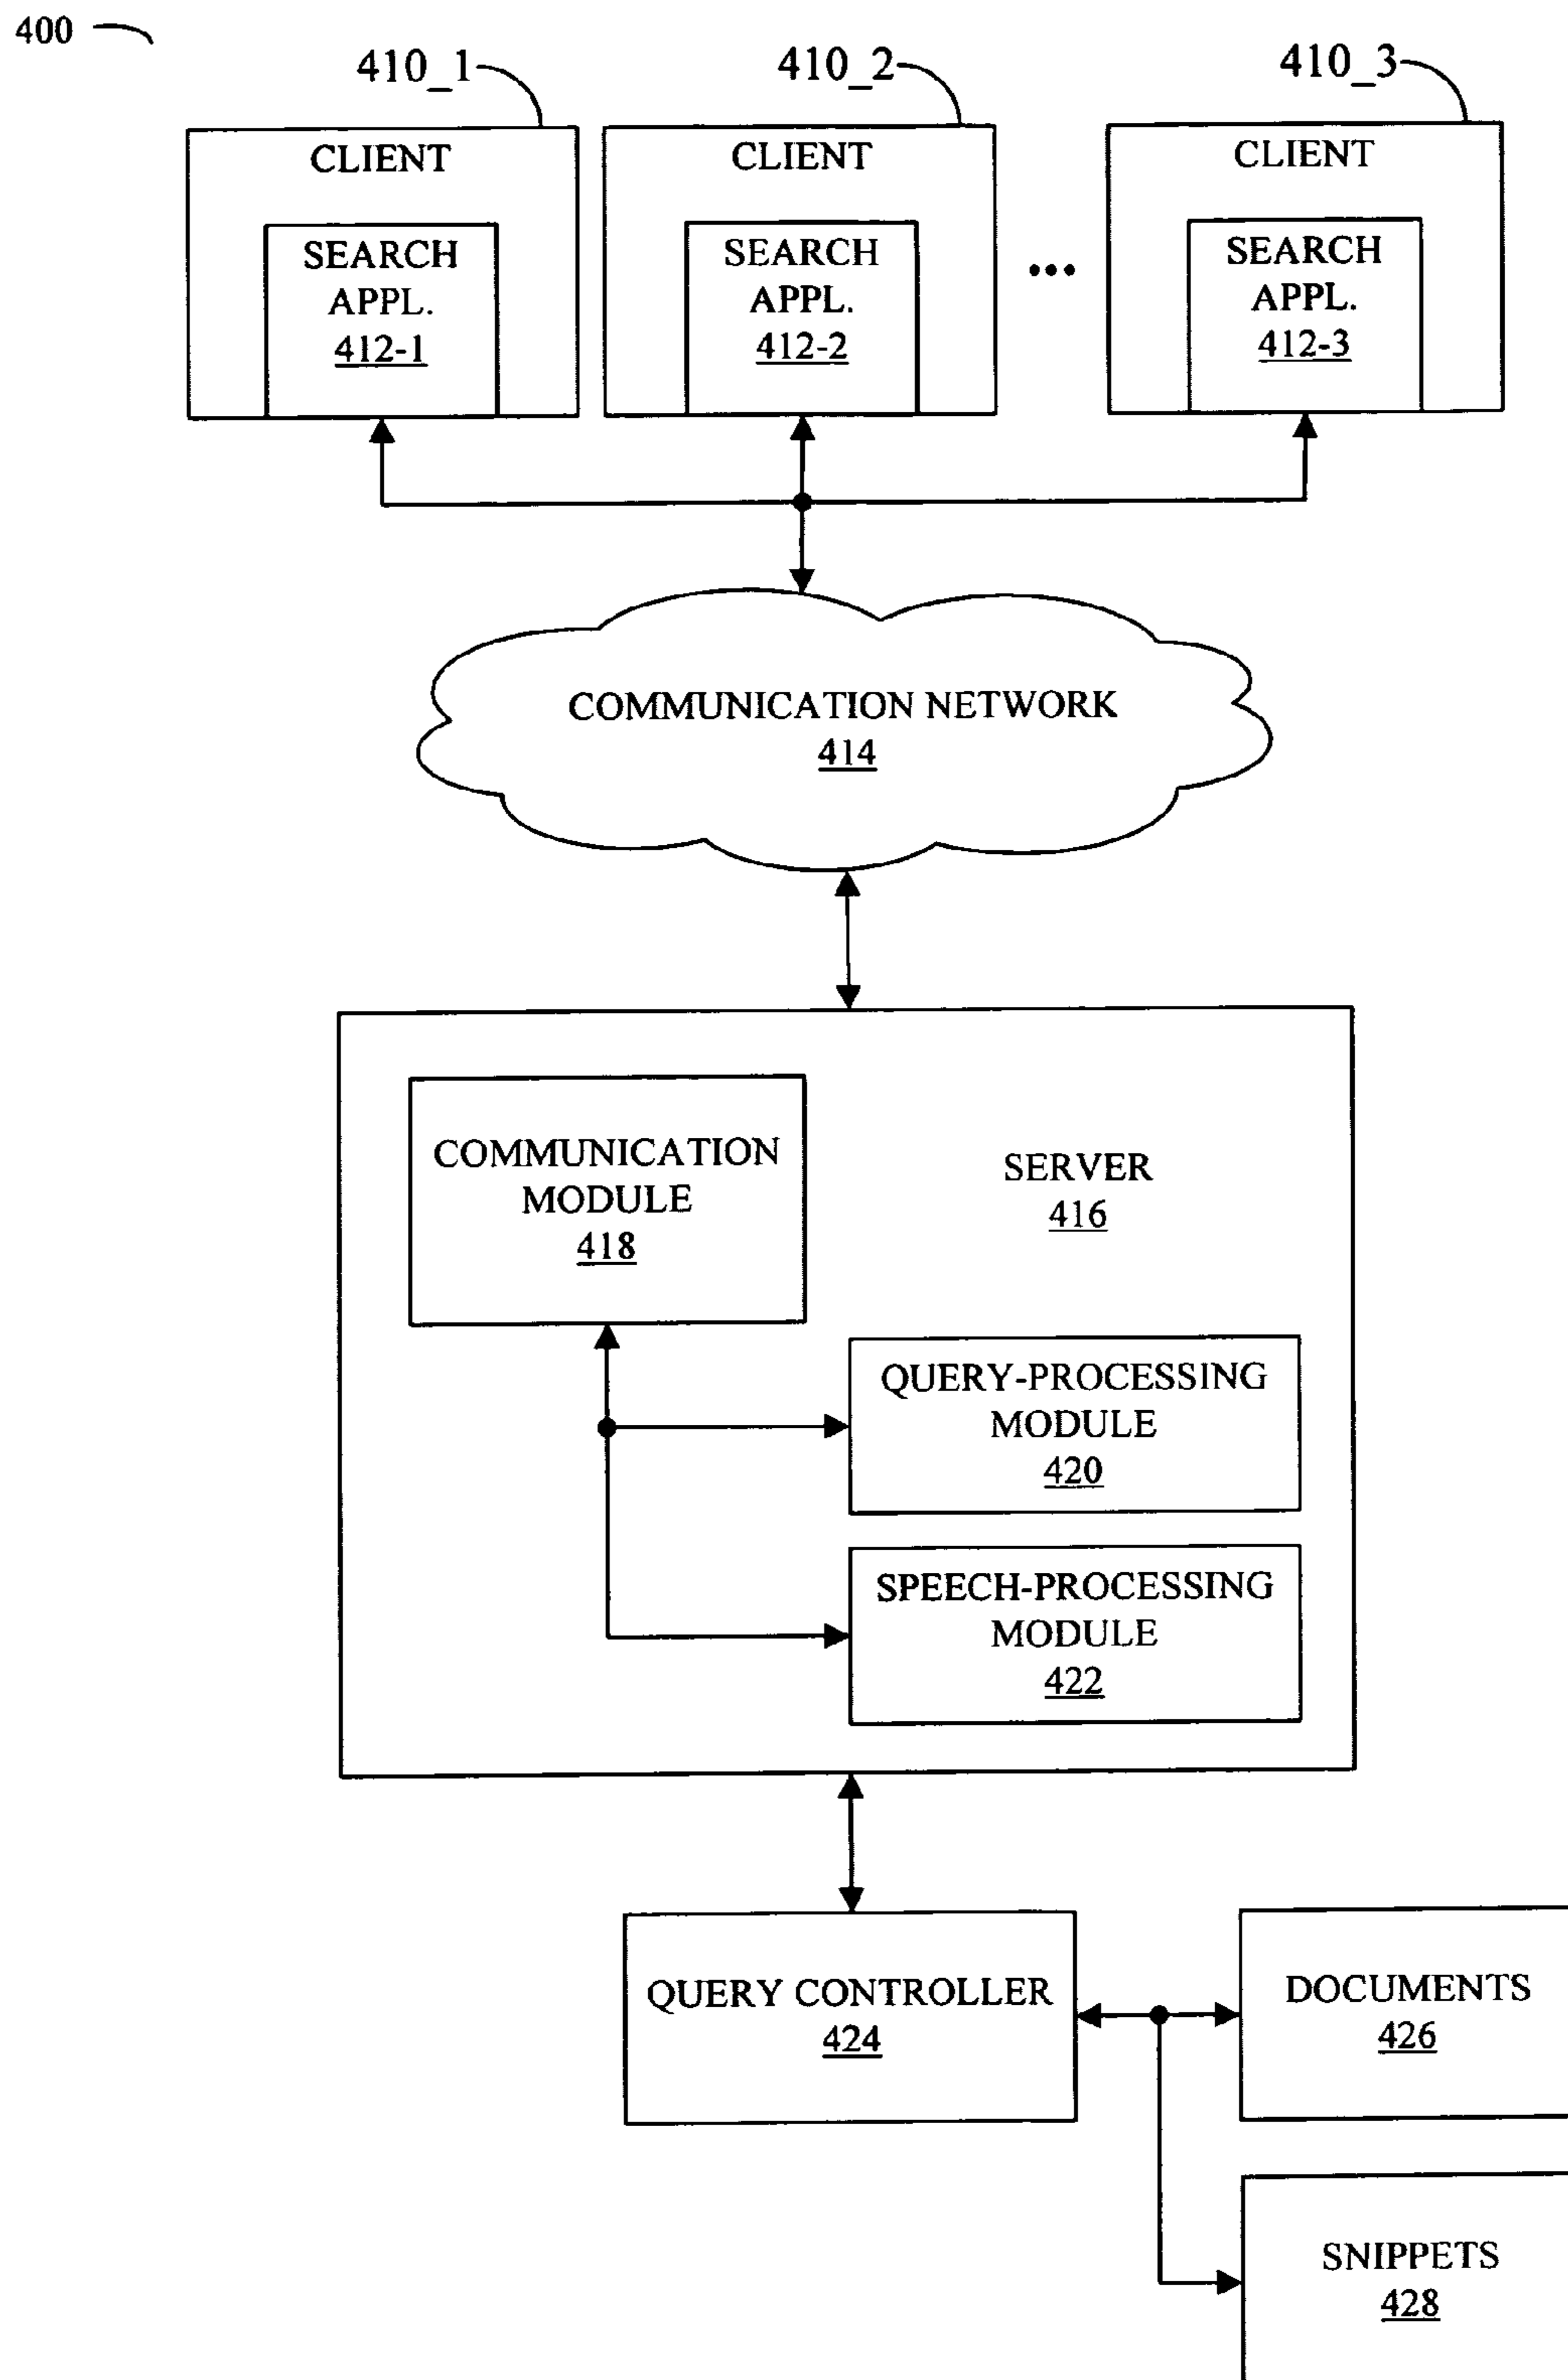 400
410_1
410_2
410_3
CLIENT
SEARCH
APPL.
412-1
CLIENT
SEARCH
APPL.
412-2
•••
CLIENT
SEARCH
APPL.
412-3
COMMUNICATION NETWORK
414
COMMUNICATION
MODULE
418
SERVER
416
QUERY-PROCESSING
MODULE
420
SPEECH-PROCESSING
MODULE
422
QUERY CONTROLLER
424
DOCUMENTS
426
SNIPPETS
428